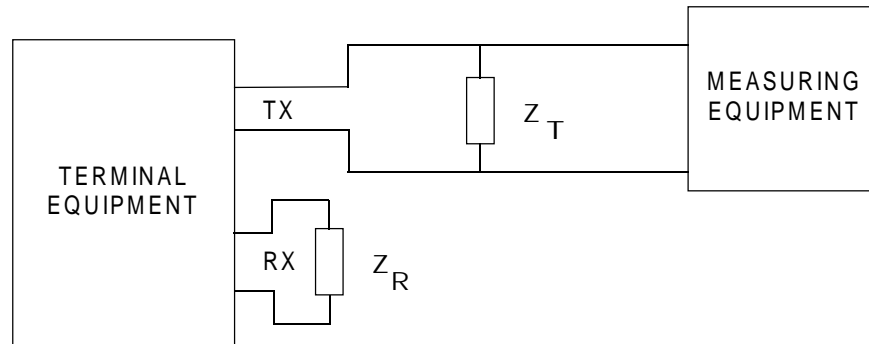 MEASURING
EQUIPMENT
TX
Z T
TERMINAL
EQUIPMENT
RX
Z R